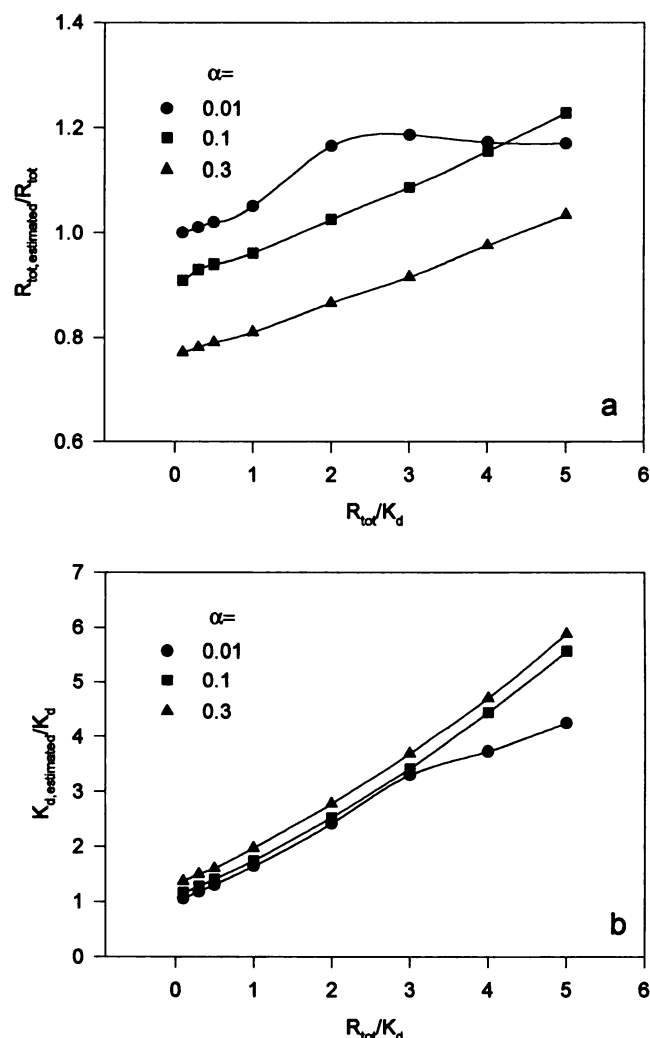 1.4
α=
0.01
1.2
0.1
0.3
R_tot,estimated/R_tot
1.0
0.8
a
0.6
0 1 2 3 4 5 6
R_tot/K_d
7
α=
6
0.01
0.1
5
0.3
K_d,estimated/K_d
4
3
2
1
b
0
0 1 2 3 4 5 6
R_tot/K_d